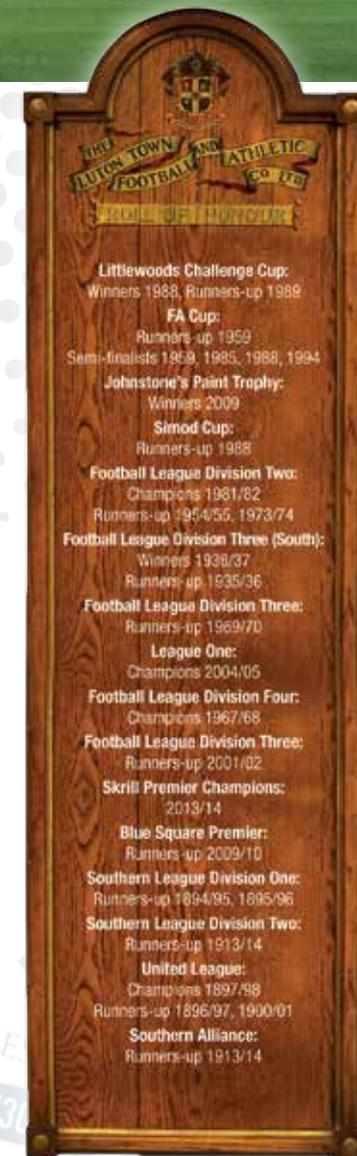 THE
LUTON TOWN AND ATHLETIC
FOOTBALL CO LTD
ROLL OF HONOUR
Littlewoods Challenge Cup:
Winners 1988, Runners-up 1989
FA Cup:
Runners-up 1959
Semi-finalists 1959, 1985, 1988, 1994
Johnstone's Paint Trophy:
Winners 2009
Simod Cup:
Runners-up 1988
Football League Division Two:
Champions 1981/82
Runners-up 1954/55, 1973/74
Football League Division Three (South):
Winners 1936/37
Runners-up 1935/36
Football League Division Three:
Runners-up 1969/70
League One:
Champions 2004/05
Football League Division Four:
Champions 1967/68
Football League Division Three:
Runners-up 2001/02
Skrill Premier Champions:
2013/14
Blue Square Premier:
Runners-up 2009/10
Southern League Division One:
Runners-up 1894/95, 1895/96
Southern League Division Two:
Runners-up 1913/14
United League:
Champions 1897/98
Runners-up 1896/97, 1900/01
Southern Alliance:
Runners-up 1913/14